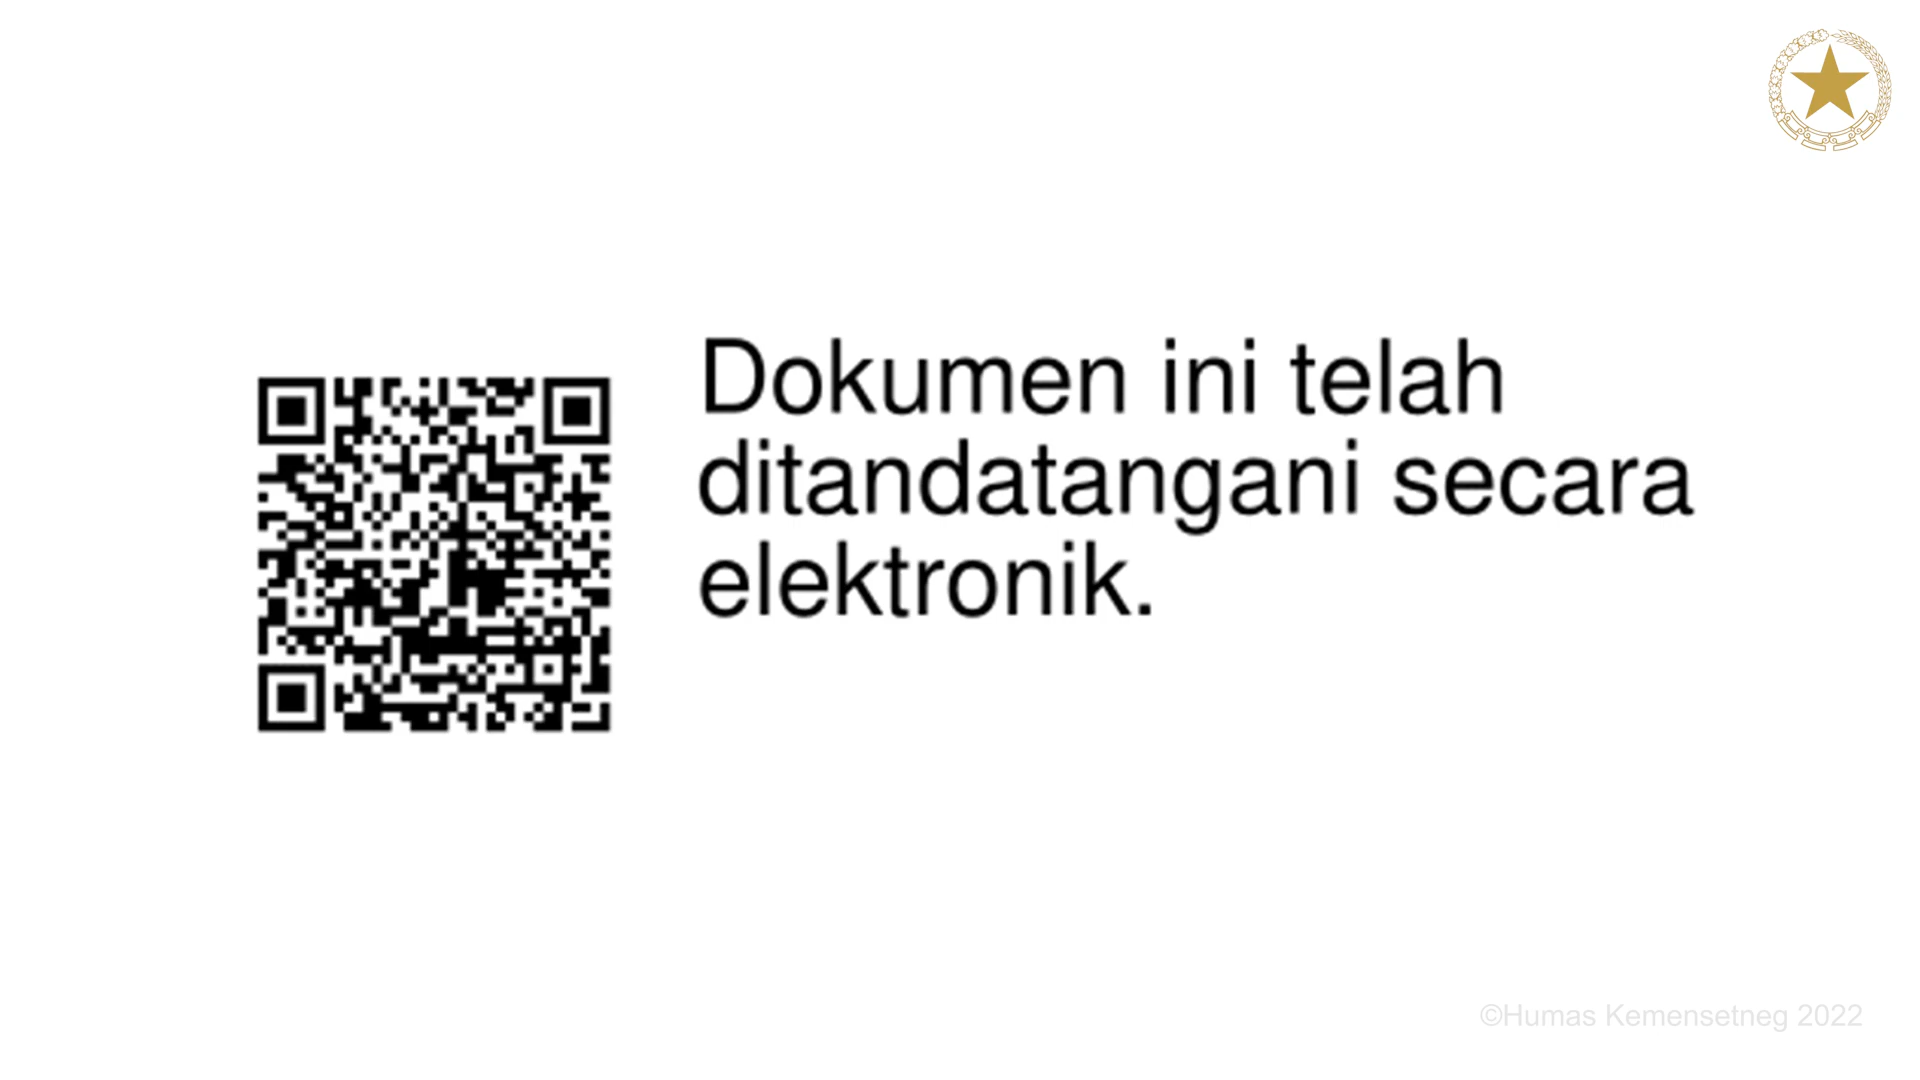 Dokumen ini telah
ditandatangani secara
elektronik.
©Humas Kemensetneg 2022